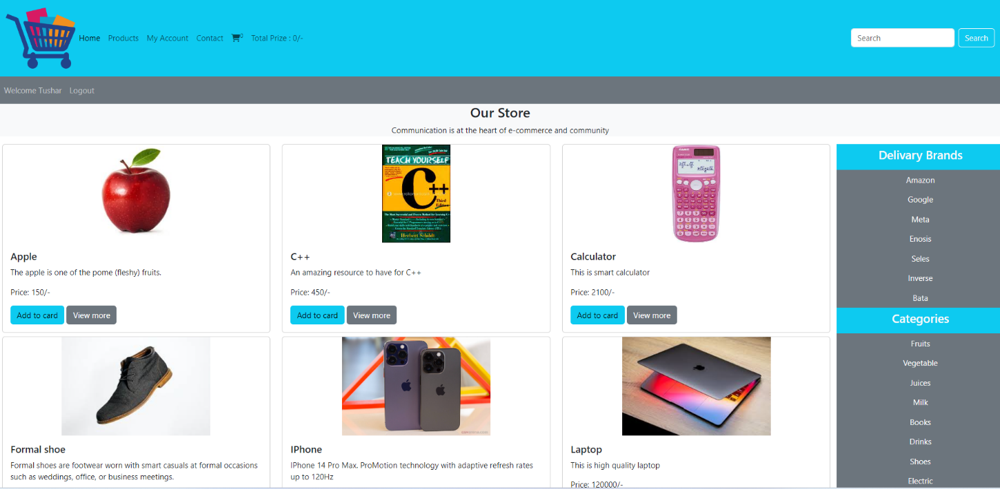 Home Products My Account Contact 0 Total Prize : 0/- Search Search
Welcome Tushar Logout
Our Store
Communication is at the heart of e-commerce and community
TEACH YOURSELF
C++
Third
Edition
Herbert Schildt
Apple
The apple is one of the pome (fleshy) fruits.
Price: 150/-
Add to card View more
C++
An amazing resource to have for C++
Price: 450/-
Add to card View more
Calculator
This is smart calculator
Price: 2100/-
Add to card View more
Formal shoe
Formal shoes are footwear worn with smart casuals at formal occasions
such as weddings, office, or business meetings.
IPhone
IPhone 14 Pro Max. ProMotion technology with adaptive refresh rates
up to 120Hz
Laptop
This is high quality laptop
Price: 120000/-
Delivary Brands
Amazon
Google
Meta
Enosis
Seles
Inverse
Bata
Categories
Fruits
Vegetable
Juices
Milk
Books
Drinks
Shoes
Electric